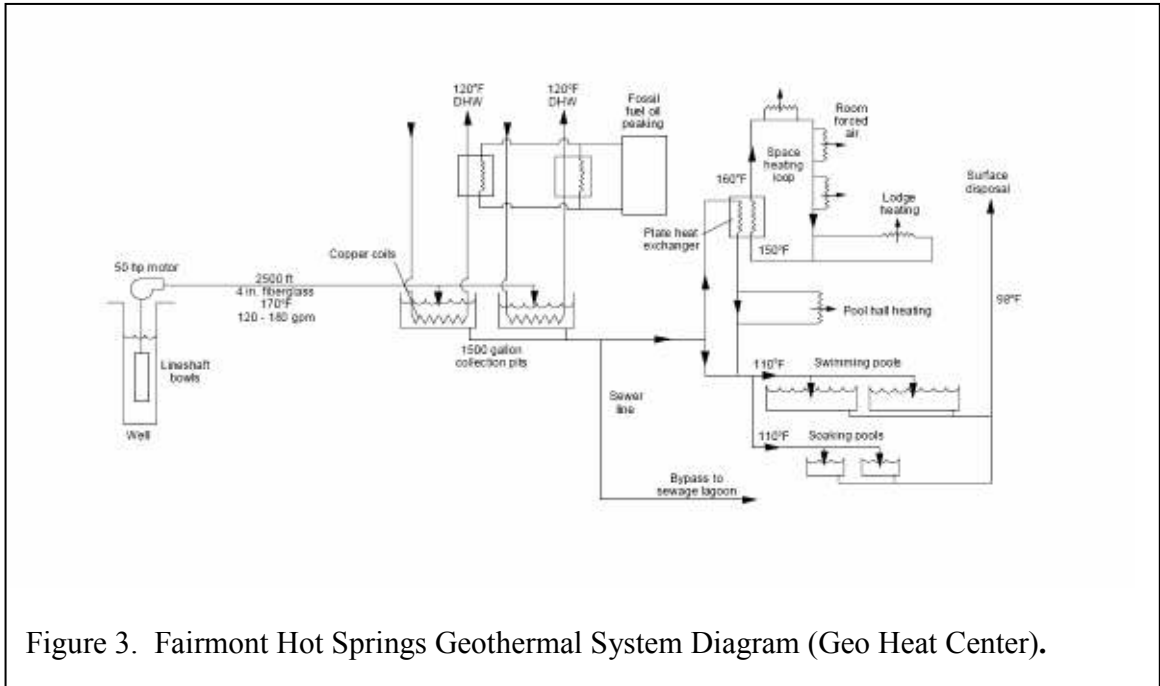 120°F
DHW
120°F
DHW
Fossil
fuel oil
peaking
Room
forced
air
Space
heating
loop
160°F
Surface
disposal
Lodge
heating
Plate heat
exchanger
150°F
Copper coils
50 hp motor
2500 ft
4 in. fiberglass
170°F
120 - 180 gpm
98°F
Pool hall heating
1500 gallon
collection pits
Lineshaft
bowls
110°F
Swimming pools
Sewer
line
Well
110°F
Soaking pools
Bypass to
sewage lagoon
Figure 3. Fairmont Hot Springs Geothermal System Diagram (Geo Heat Center).